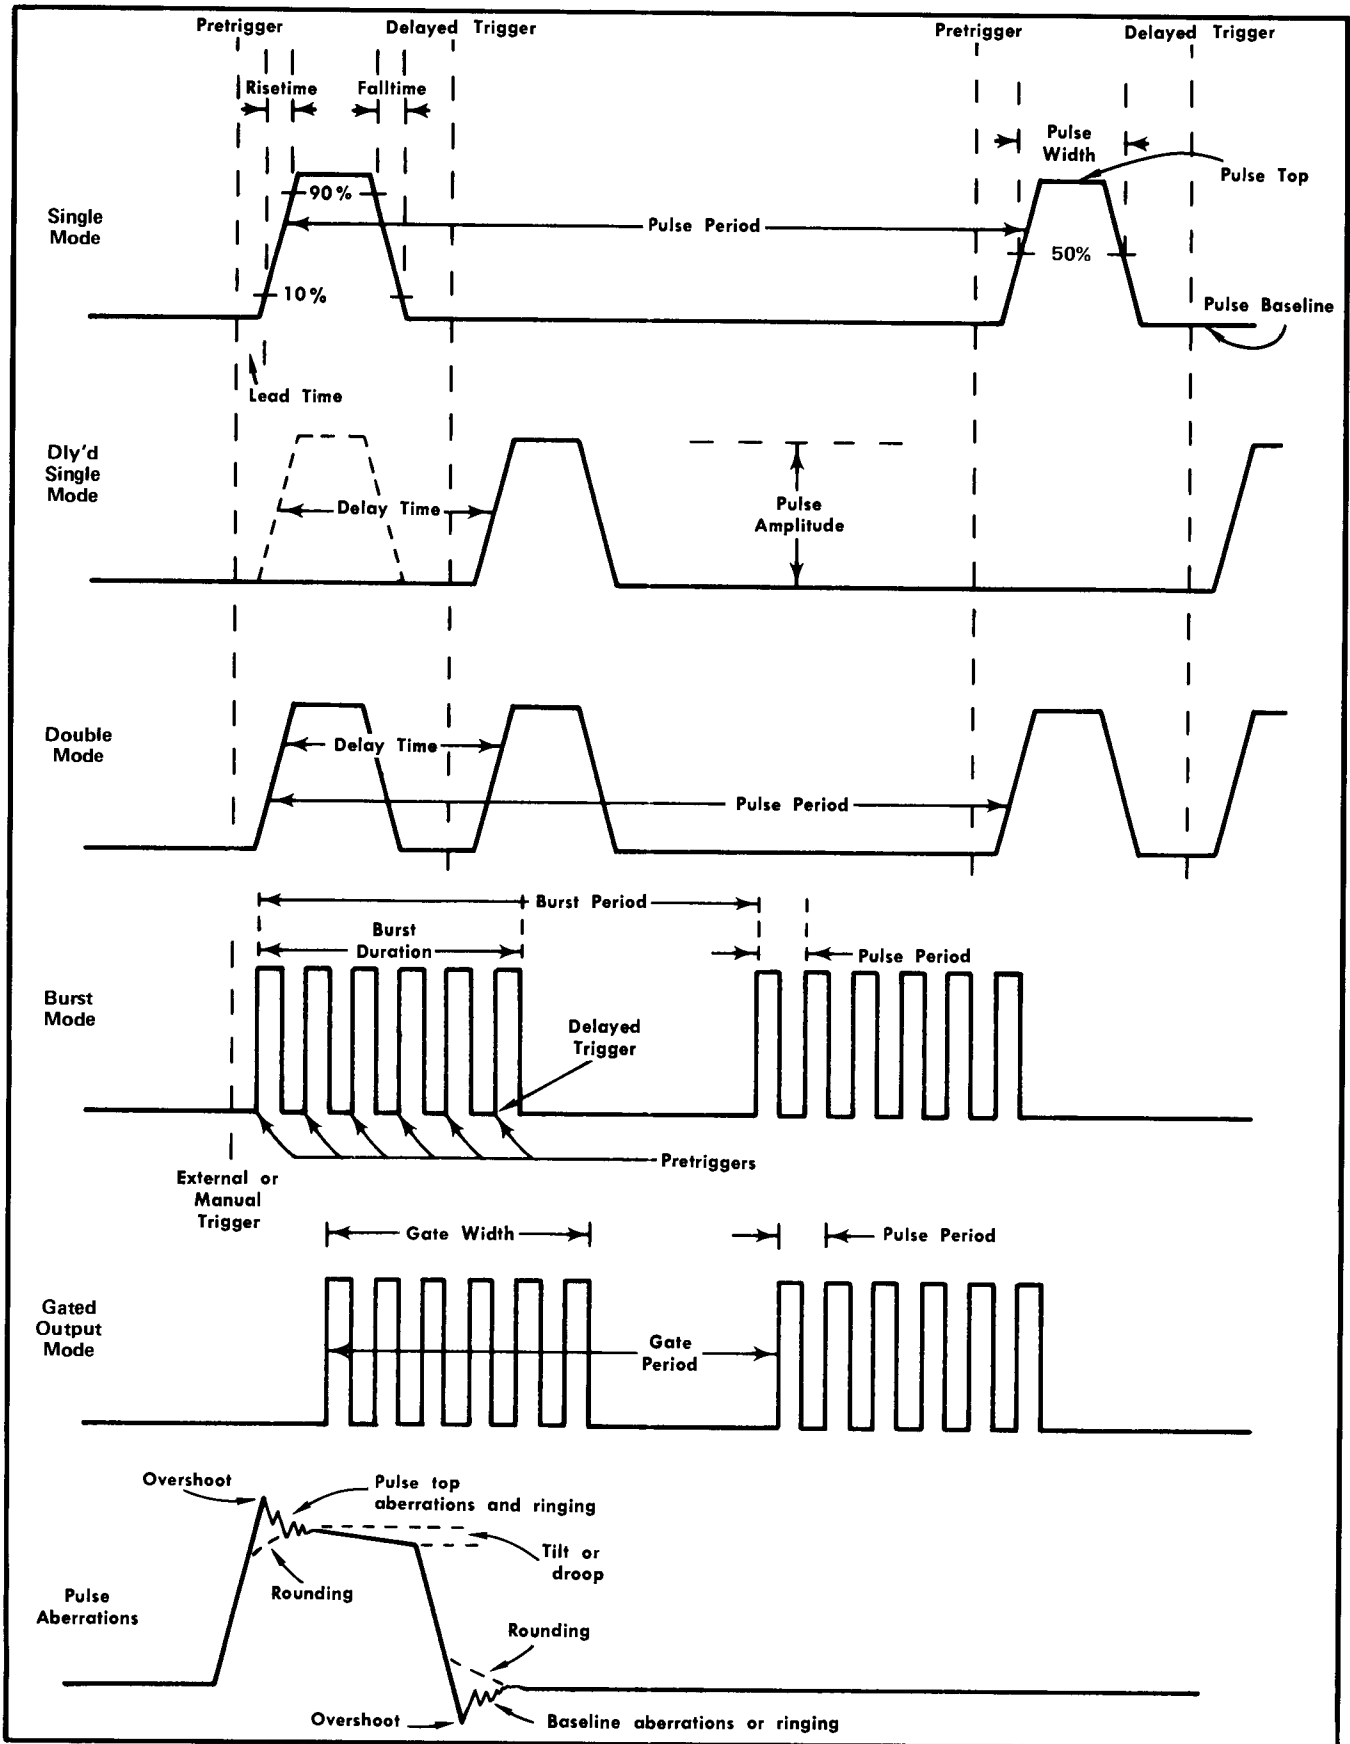 Pretrigger
Delayed Trigger
Pretrigger
Delayed Trigger
Risetime
Falltime
Pulse
Width
Pulse Top
90%
Single
Mode
Pulse Period
50%
10%
Pulse Baseline
Lead Time
Dly'd
Single
Mode
Delay Time
Pulse
Amplitude
Double
Mode
Delay Time
Pulse Period
Burst Period
Burst
Duration
Pulse Period
Burst
Mode
Delayed
Trigger
Pretriggers
External or
Manual
Trigger
Gate Width
Pulse Period
Gated
Output
Mode
Gate
Period
Overshoot
Pulse top
aberrations and ringing
Tilt or
droop
Rounding
Pulse
Aberrations
Rounding
Overshoot
Baseline aberrations or ringing